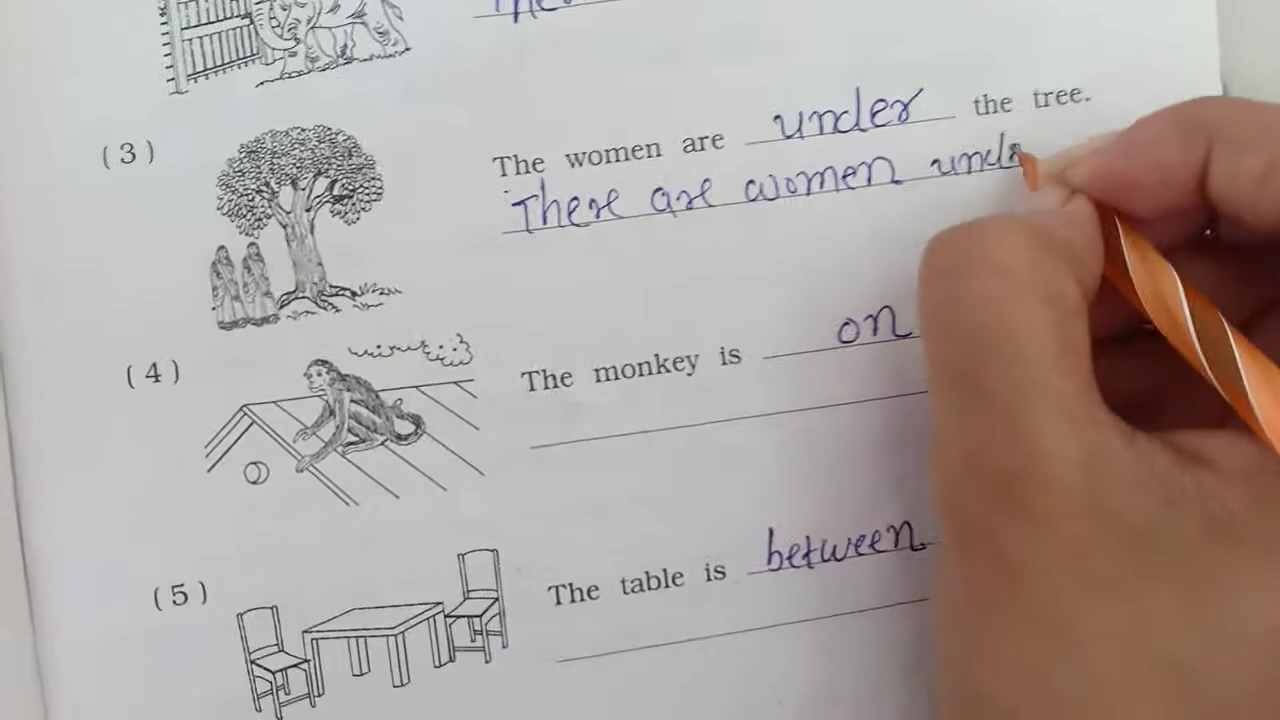 (3) The women are under the tree.
There are women unde
(4) The monkey is on
(5) The table is between